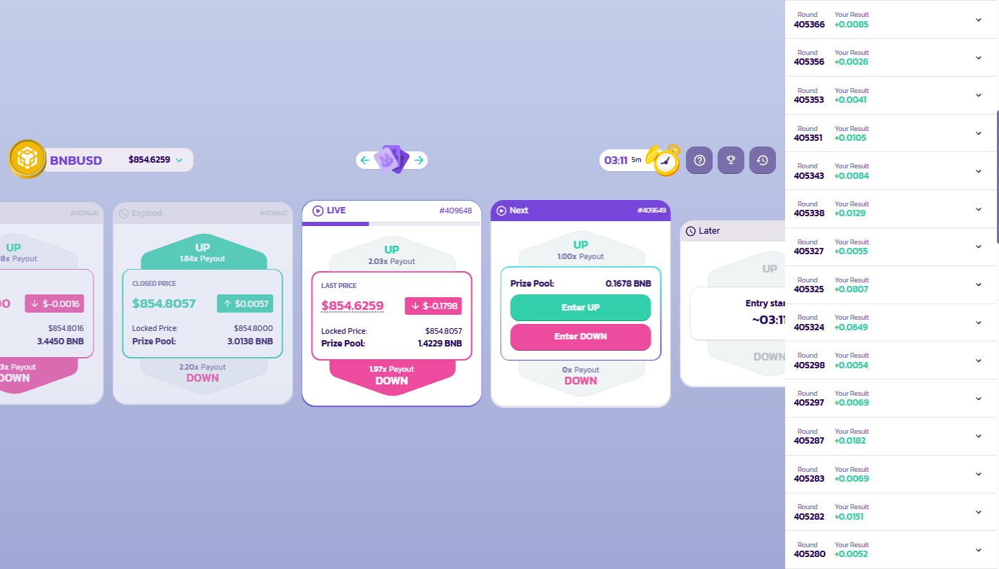 BNBUSD
$854.6259
03:11 5m
#409646
UP
8x Payout
$-0.0016
$854.8016
3.4450 BNB
3x Payout
DOWN
Expired
#409647
UP
1.84x Payout
CLOSED PRICE
$854.8057
$0.0057
Locked Price:
$854.8000
Prize Pool:
3.0138 BNB
2.20x Payout
DOWN
LIVE
#409648
UP
2.03x Payout
LAST PRICE
$854.6259
$-0.1798
Locked Price:
$854.8057
Prize Pool:
1.4229 BNB
1.97x Payout
DOWN
Next
#409649
UP
1.00x Payout
Prize Pool:
0.1678 BNB
Enter UP
Enter DOWN
0x Payout
DOWN
Later
UP
Entry star
~03:11
DOWN
Round Your Result
405366 +0.0085
Round Your Result
405356 +0.0026
Round Your Result
405353 +0.0041
Round Your Result
405351 +0.0105
Round Your Result
405343 +0.0084
Round Your Result
405338 +0.0129
Round Your Result
405327 +0.0055
Round Your Result
405325 +0.0807
Round Your Result
405324 +0.0649
Round Your Result
405298 +0.0054
Round Your Result
405297 +0.0069
Round Your Result
405287 +0.0182
Round Your Result
405283 +0.0069
Round Your Result
405282 +0.0151
Round Your Result
405280 +0.0052